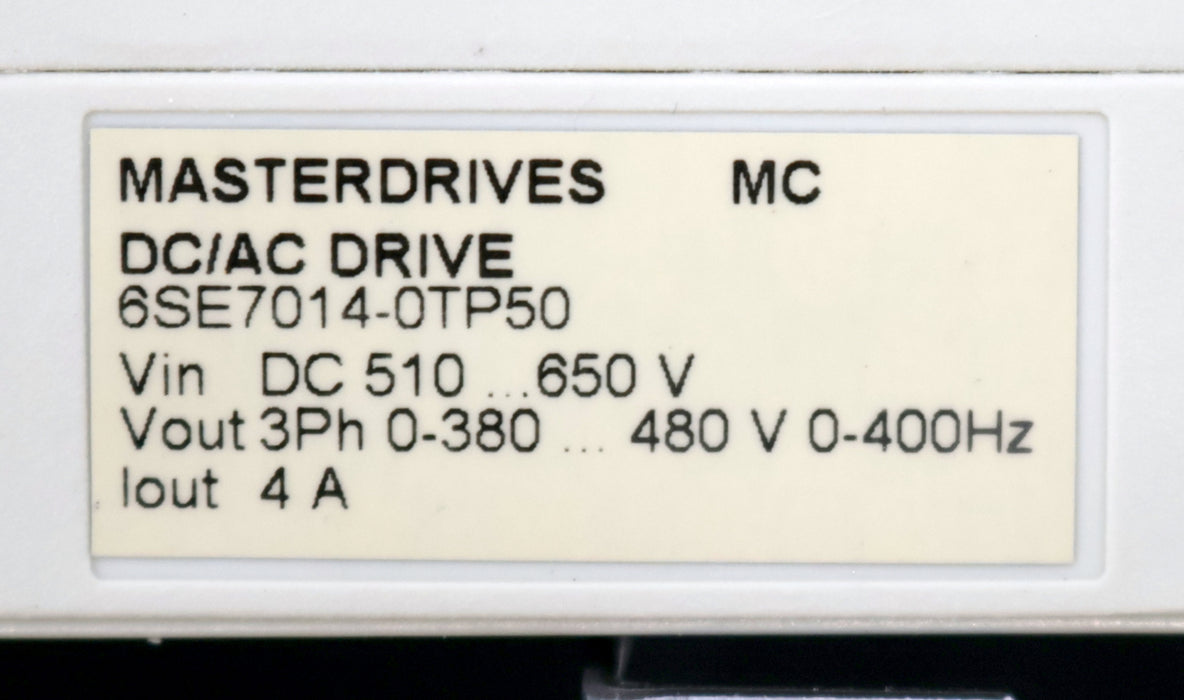 MASTERDRIVES MC
DC/AC DRIVE
6SE7014-0TP50
Vin DC 510 ...650 V
Vout 3Ph 0-380 ... 480 V 0-400Hz
Iout 4 A